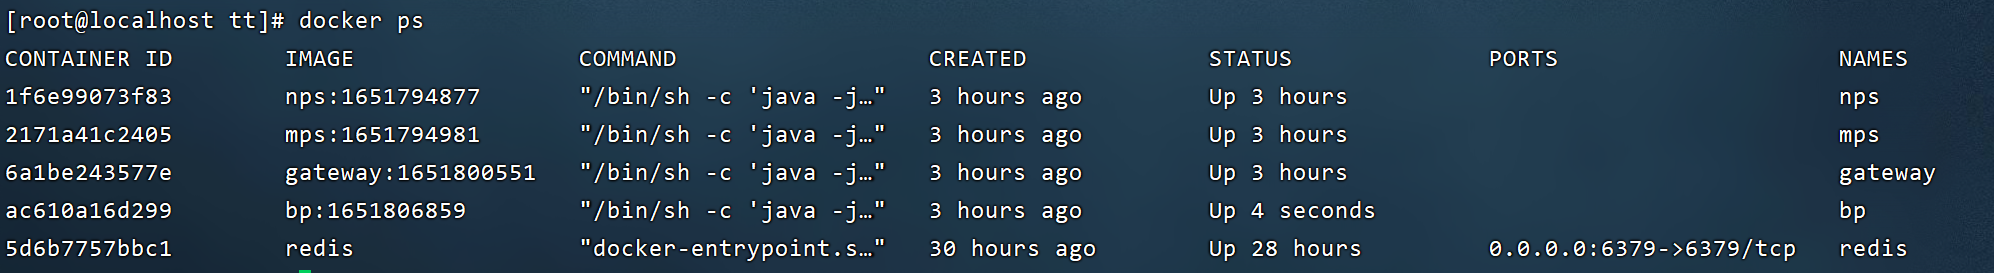 [root@localhost tt]# docker ps
CONTAINER ID        IMAGE                COMMAND                  CREATED             STATUS              PORTS                    NAMES
1f6e99073f83        nps:1651794877       "/bin/sh -c 'java -j…"   3 hours ago         Up 3 hours                                   nps
2171a41c2405        mps:1651794981       "/bin/sh -c 'java -j…"   3 hours ago         Up 3 hours                                   mps
6a1be243577e        gateway:1651800551   "/bin/sh -c 'java -j…"   3 hours ago         Up 3 hours                                   gateway
ac610a16d299        bp:1651806859        "/bin/sh -c 'java -j…"   3 hours ago         Up 4 seconds                                 bp
5d6b7757bbc1        redis                "docker-entrypoint.s…"   30 hours ago        Up 28 hours         0.0.0.0:6379->6379/tcp   redis